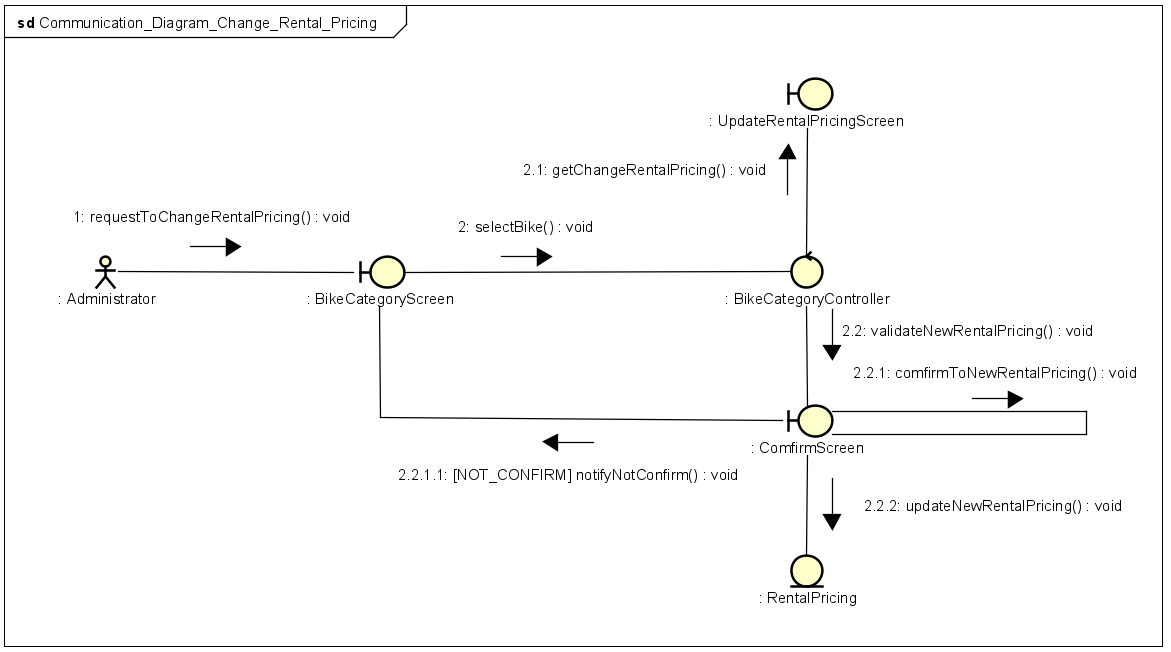 sd Communication_Diagram_Change_Rental_Pricing
: UpdateRentalPricingScreen
2.1: getChangeRentalPricing() : void
1: requestToChangeRentalPricing() : void
2: selectBike() : void
: Administrator
: BikeCategoryScreen
: BikeCategoryController
2.2: validateNewRentalPricing() : void
2.2.1: comfirmToNewRentalPricing() : void
: ComfirmScreen
2.2.1.1: [NOT_CONFIRM] notifyNotConfirm() : void
2.2.2: updateNewRentalPricing() : void
: RentalPricing